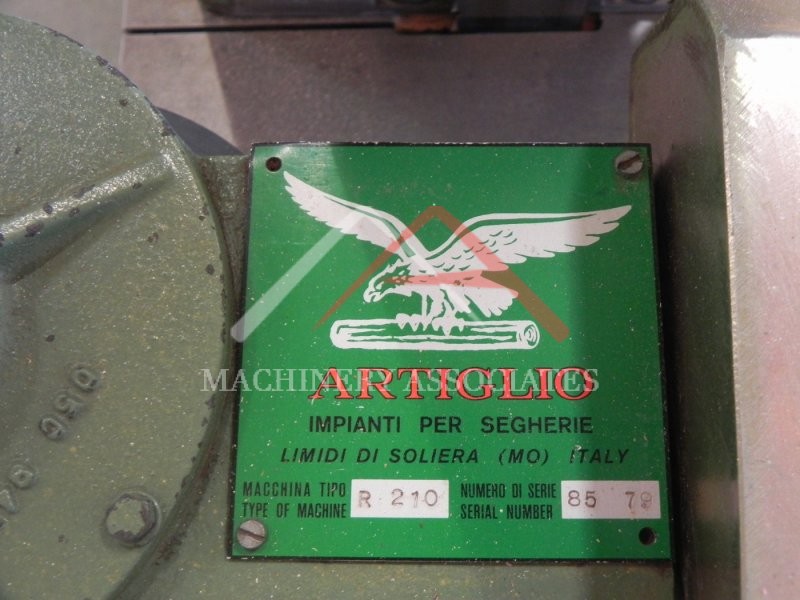 MACHINERY ASSOCIATES
ARTIGLIO
IMPIANTI PER SEGHERIE
LIMIDI DI SOLIERA (MO) ITALY
MACCHINA TIPO
TYPE OF MACHINE
R 210
NUMERO DI SERIE
SERIAL NUMBER
85 79